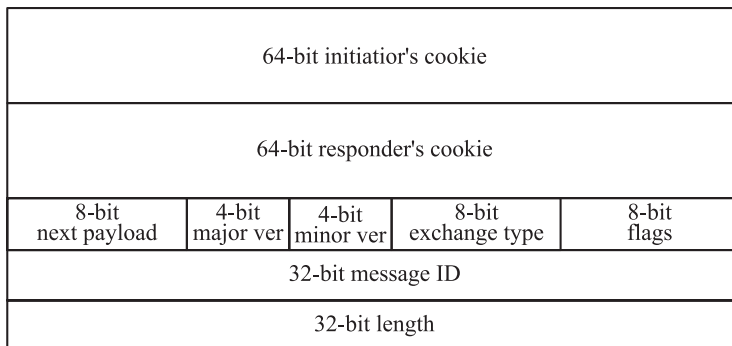 64-bit initiatior's cookie
64-bit responder's cookie
8-bit 4-bit 4-bit 8-bit 8-bit
next payload major ver minor ver exchange type flags
32-bit message ID
32-bit length